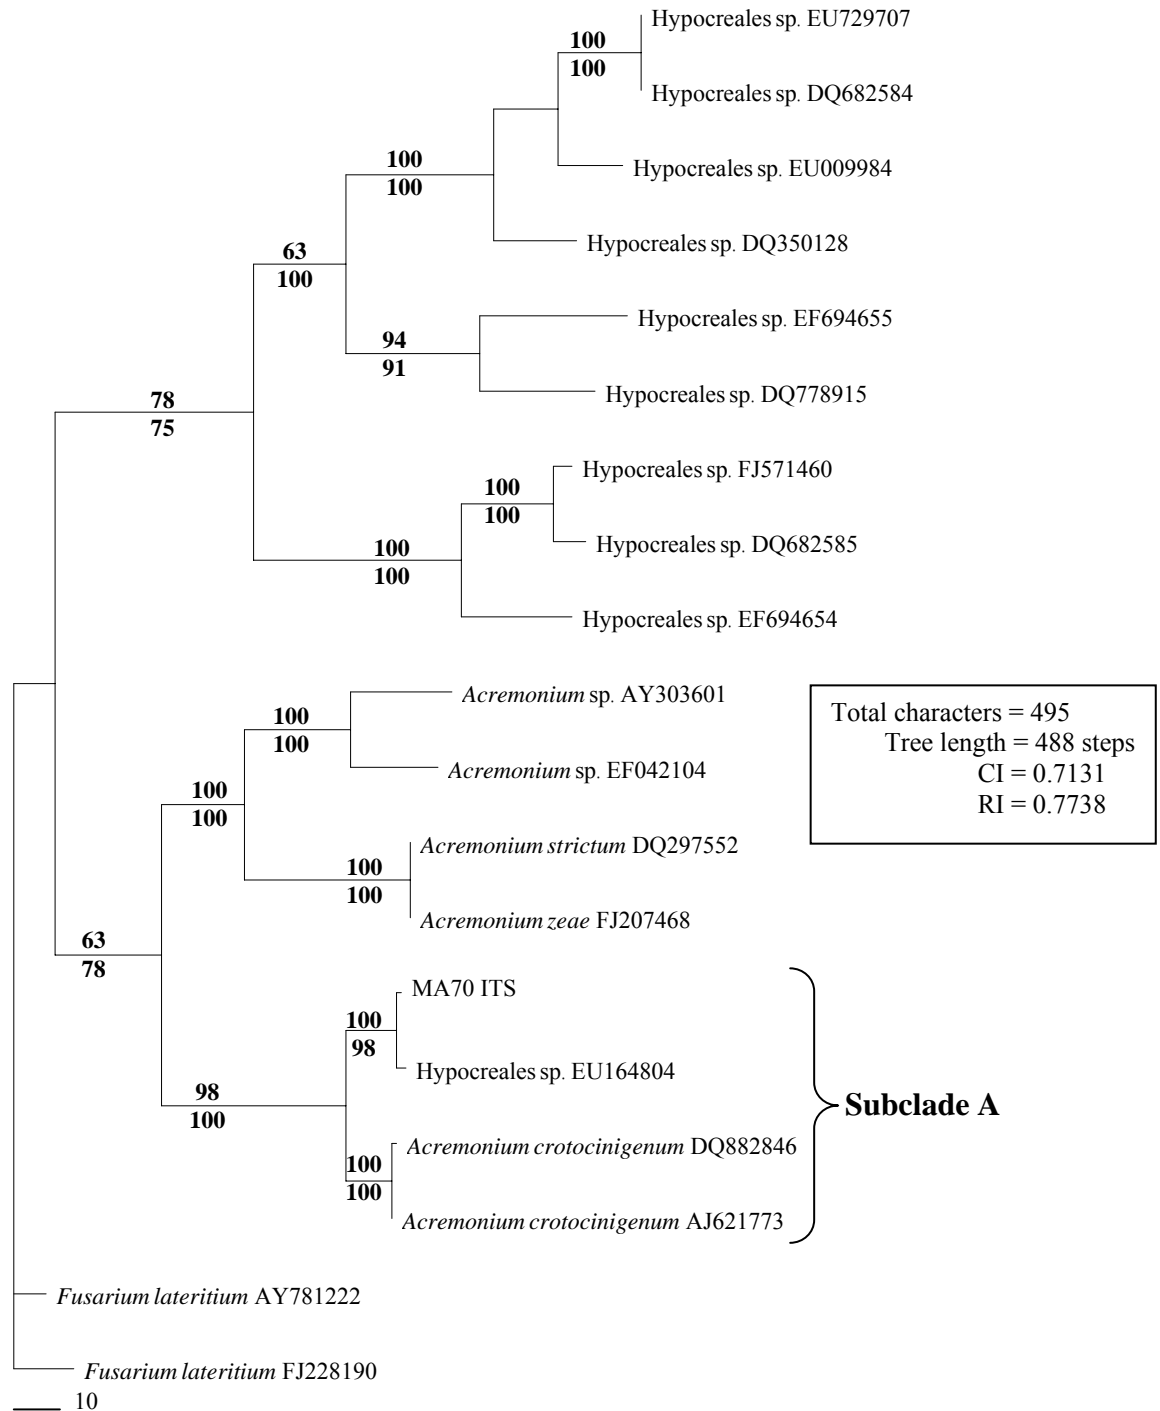 Hypocreales sp. EU729707
100
100
Hypocreales sp. DQ682584
100
100
Hypocreales sp. EU009984
Hypocreales sp. DQ350128
63
100
Hypocreales sp. EF694655
94
91
Hypocreales sp. DQ778915
78
75
Hypocreales sp. FJ571460
100
100
Hypocreales sp. DQ682585
100
100
Hypocreales sp. EF694654
Acremonium sp. AY303601
100
100
Acremonium sp. EF042104
100
100
Acremonium strictum DQ297552
100
100
Acremonium zeae FJ207468
63
78
MA70 ITS
100
98
Hypocreales sp. EU164804
98
100
Acremonium crotocinigenum DQ882846
100
100
Acremonium crotocinigenum AJ621773
Subclade A
Total characters = 495
Tree length = 488 steps
CI = 0.7131
RI = 0.7738
Fusarium lateritium AY781222
Fusarium lateritium FJ228190
10